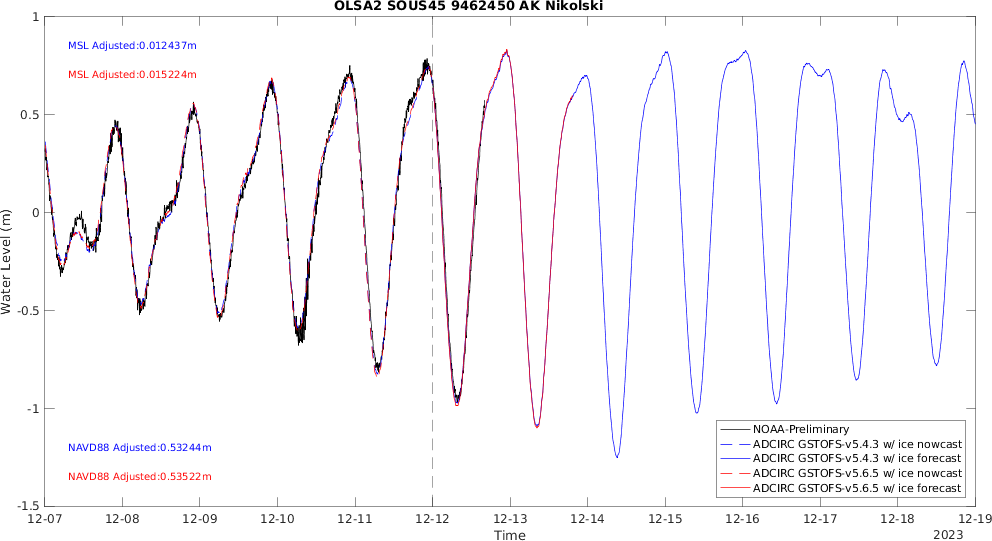 OLSA2 SOUS45 9462450 AK Nikolski
1
MSL Adjusted:0.012437m
MSL Adjusted:0.015224m
0.5
0
Water Level (m)
-0.5
-1
NAVD88 Adjusted:0.53244m
NAVD88 Adjusted:0.53522m
NOAA-Preliminary
ADCIRC GSTOFS-v5.4.3 w/ ice nowcast
ADCIRC GSTOFS-v5.4.3 w/ ice forecast
ADCIRC GSTOFS-v5.6.5 w/ ice nowcast
ADCIRC GSTOFS-v5.6.5 w/ ice forecast
-1.5
12-07 12-08 12-09 12-10 12-11 12-12 12-13 12-14 12-15 12-16 12-17 12-18 12-19
Time
2023